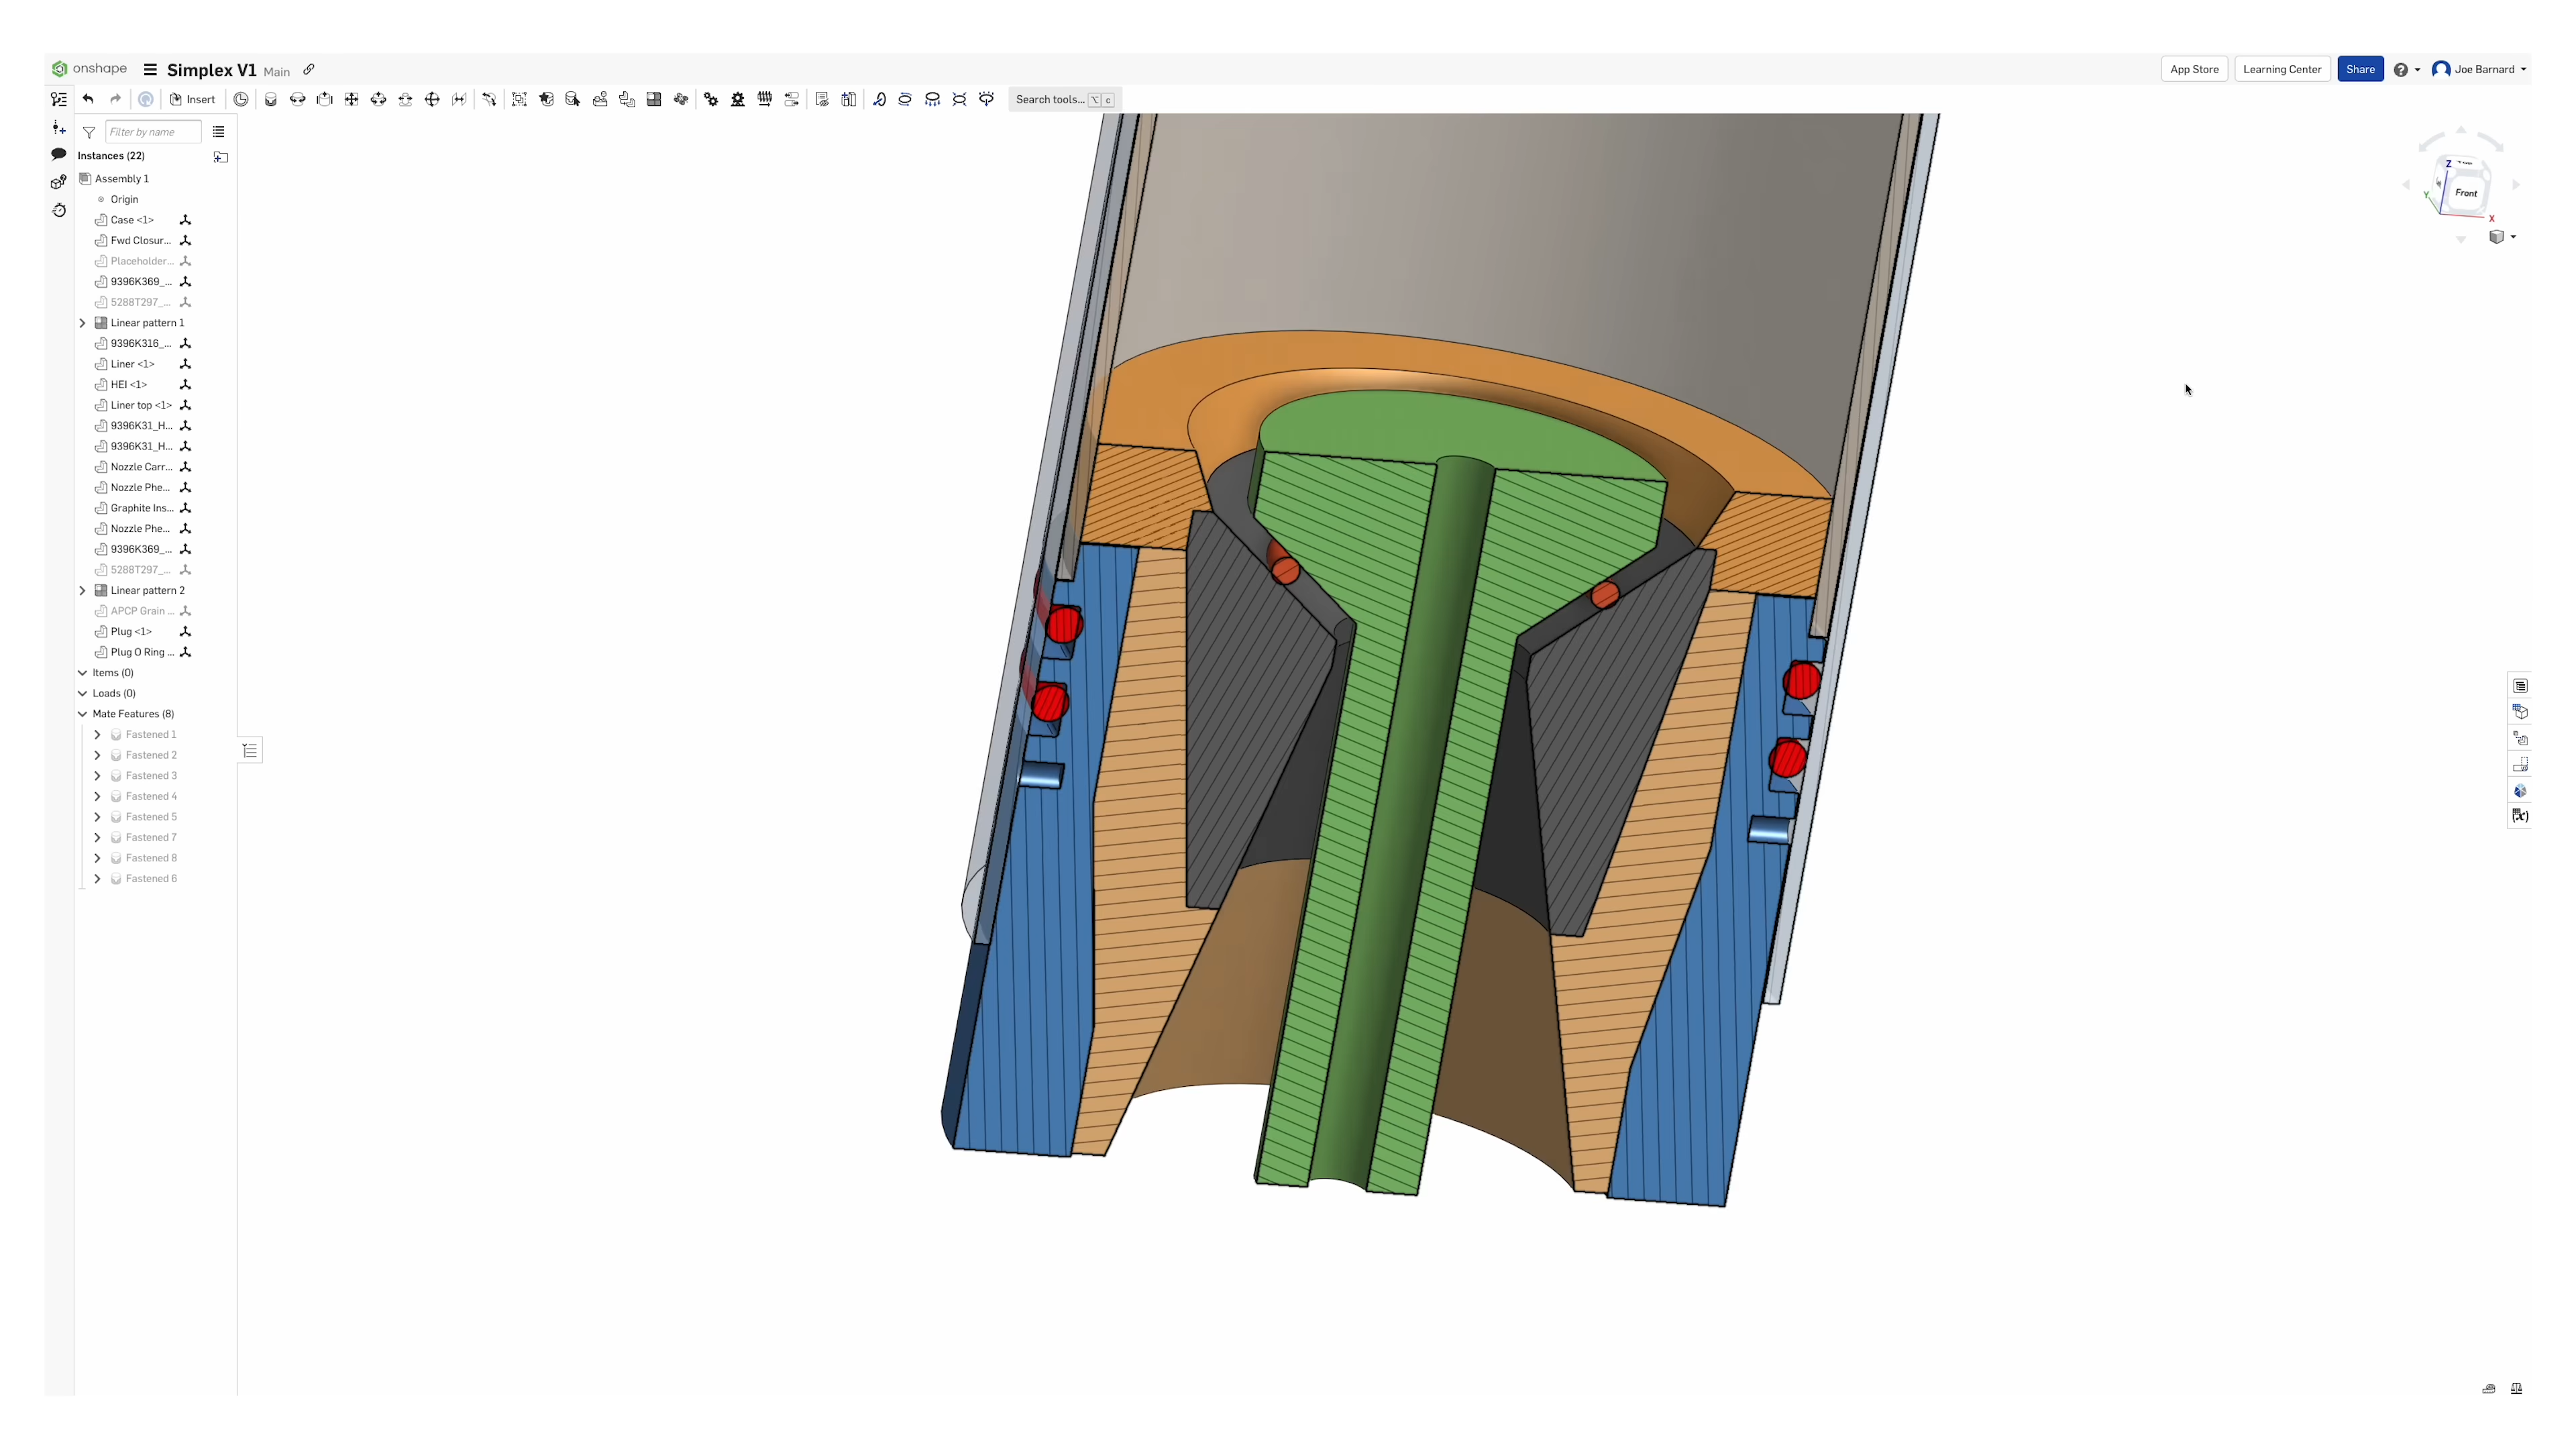 onshape Simplex V1 Main App Store Learning Center Share Joe Barnard
Insert Search tools... ⌥ c
Filter by name
Instances (22)
Assembly 1
Origin
Case <1>
Fwd Closur...
Placeholder...
9396K369_...
5288T297_...
Linear pattern 1
9396K316_...
Liner <1>
HEI <1>
Liner top <1>
9396K31_H...
9396K31_H...
Nozzle Carr...
Nozzle Phe...
Graphite Ins...
Nozzle Phe...
9396K369_...
5288T297_...
Linear pattern 2
APCP Grain ...
Plug <1>
Plug O Ring ...
Items (0)
Loads (0)
Mate Features (8)
Fastened 1
Fastened 2
Fastened 3
Fastened 4
Fastened 5
Fastened 7
Fastened 8
Fastened 6
Z
Top
Front
Y
X
(x)